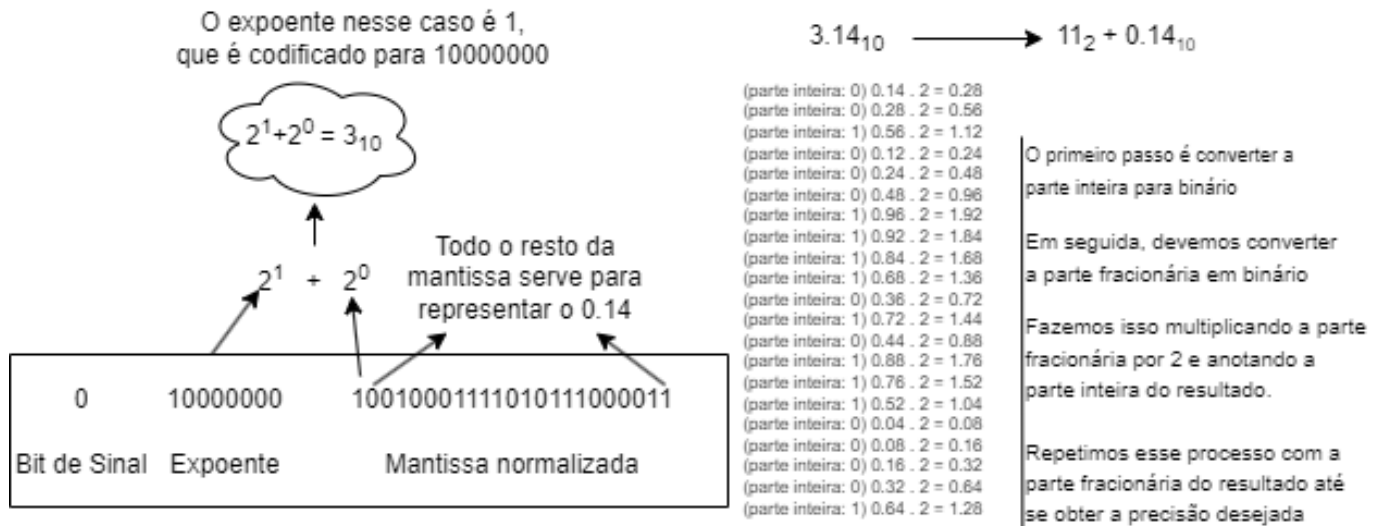 O expoente nesse caso é 1,
que é codificado para 10000000
2¹+2⁰ = 3₁₀
2¹ + 2⁰
Todo o resto da
mantissa serve para
representar o 0.14
0 10000000 10010001111010111000011
Bit de Sinal Expoente Mantissa normalizada
3.14₁₀ 11₂ + 0.14₁₀
(parte inteira: 0) 0.14 . 2 = 0.28
(parte inteira: 0) 0.28 . 2 = 0.56
(parte inteira: 1) 0.56 . 2 = 1.12
(parte inteira: 0) 0.12 . 2 = 0.24
(parte inteira: 0) 0.24 . 2 = 0.48
(parte inteira: 0) 0.48 . 2 = 0.96
(parte inteira: 1) 0.96 . 2 = 1.92
(parte inteira: 1) 0.92 . 2 = 1.84
(parte inteira: 1) 0.84 . 2 = 1.68
(parte inteira: 1) 0.68 . 2 = 1.36
(parte inteira: 0) 0.36 . 2 = 0.72
(parte inteira: 1) 0.72 . 2 = 1.44
(parte inteira: 0) 0.44 . 2 = 0.88
(parte inteira: 1) 0.88 . 2 = 1.76
(parte inteira: 1) 0.76 . 2 = 1.52
(parte inteira: 1) 0.52 . 2 = 1.04
(parte inteira: 0) 0.04 . 2 = 0.08
(parte inteira: 0) 0.08 . 2 = 0.16
(parte inteira: 0) 0.16 . 2 = 0.32
(parte inteira: 0) 0.32 . 2 = 0.64
(parte inteira: 1) 0.64 . 2 = 1.28
O primeiro passo é converter a
parte inteira para binário
Em seguida, devemos converter
a parte fracionária em binário
Fazemos isso multiplicando a parte
fracionária por 2 e anotando a
parte inteira do resultado.
Repetimos esse processo com a
parte fracionária do resultado até
se obter a precisão desejada